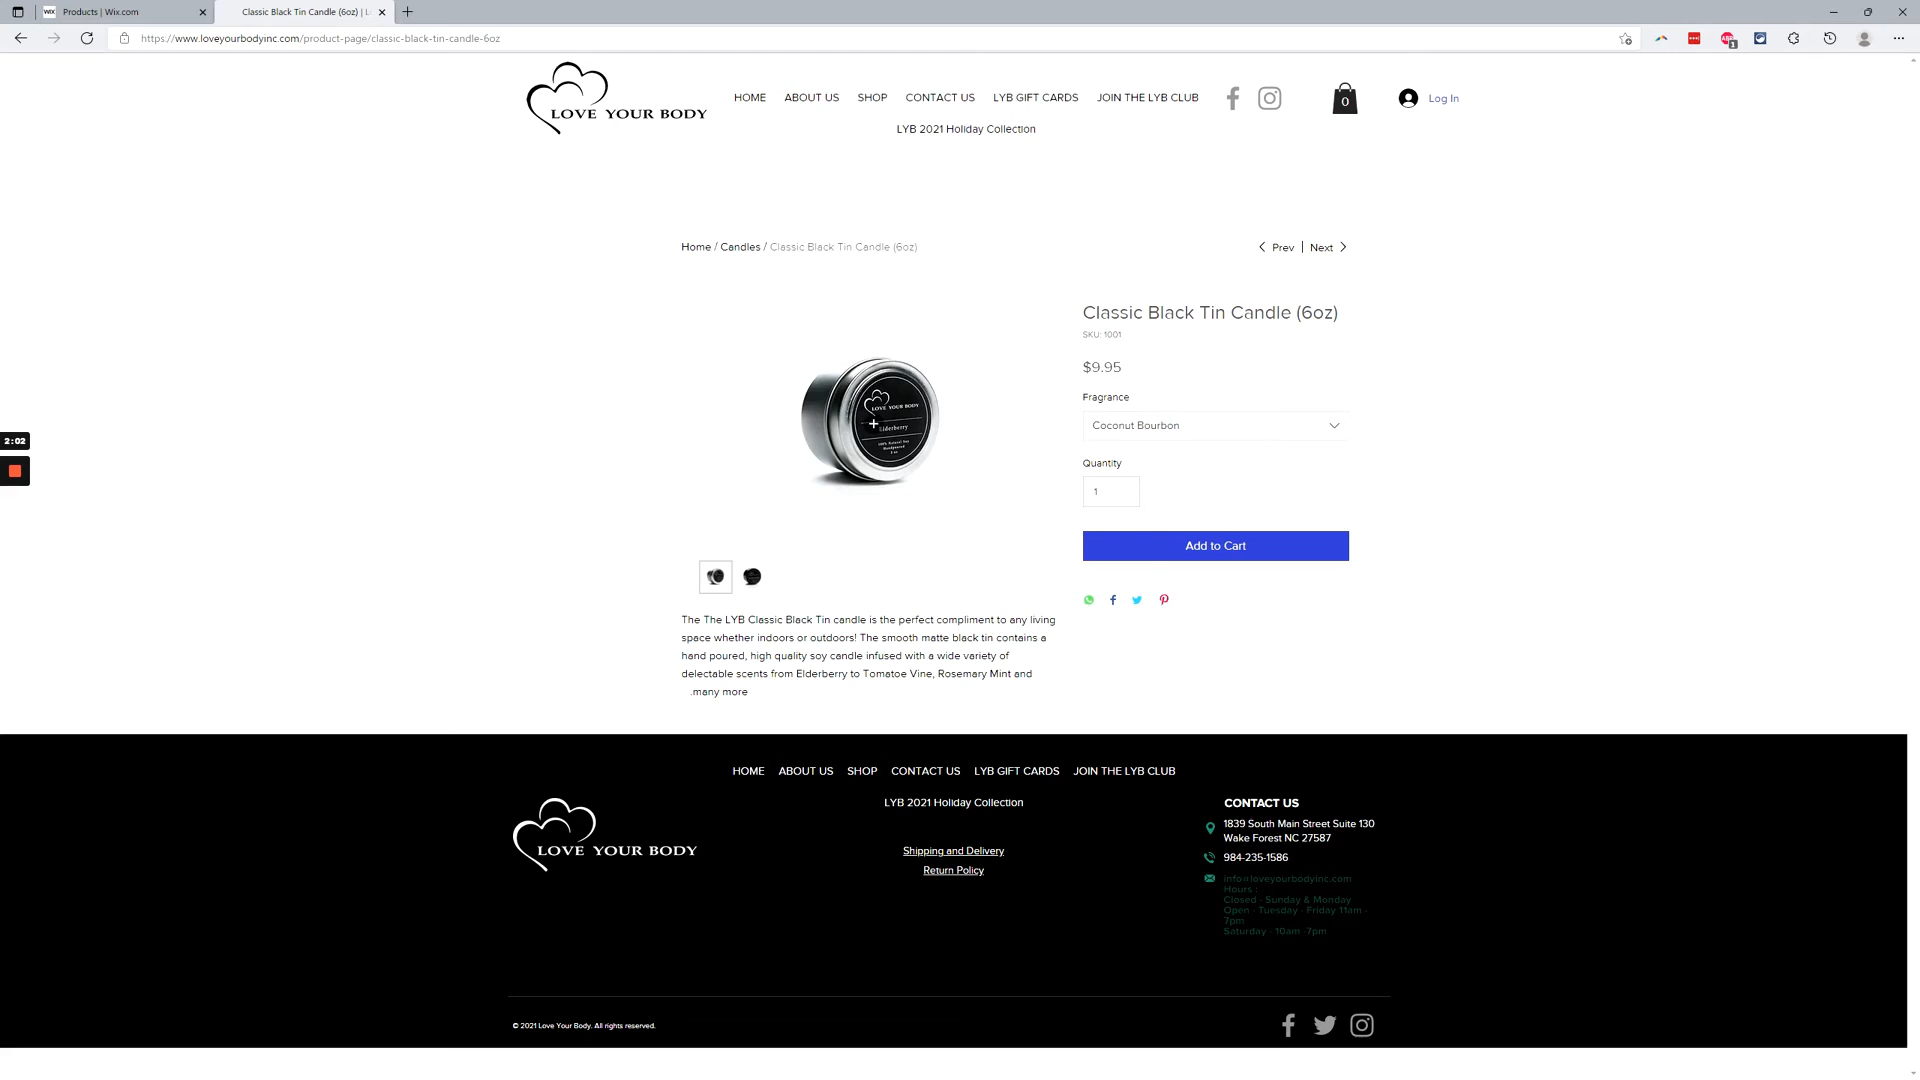 Products | Wix.com
Classic Black Tin Candle (6oz) | L
https://www.loveyourbodyinc.com/product-page/classic-black-tin-candle-6oz
LOVE YOUR BODY
HOME ABOUT US SHOP CONTACT US LYB GIFT CARDS JOIN THE LYB CLUB
LYB 2021 Holiday Collection
0
Log In
Home / Candles / Classic Black Tin Candle (6oz)
Prev | Next
Classic Black Tin Candle (6oz)
SKU: 1001
$9.95
Fragrance
Coconut Bourbon
Quantity
1
Add to Cart
LOVE YOUR BODY
Elderberry
100% Natural Soy
2:02
The The LYB Classic Black Tin candle is the perfect compliment to any living
space whether indoors or outdoors! The smooth matte black tin contains a
hand poured, high quality soy candle infused with a wide variety of
delectable scents from Elderberry to Tomatoe Vine, Rosemary Mint and
.many more
HOME ABOUT US SHOP CONTACT US LYB GIFT CARDS JOIN THE LYB CLUB
LYB 2021 Holiday Collection
LOVE YOUR BODY
Shipping and Delivery
Return Policy
CONTACT US
1839 South Main Street Suite 130
Wake Forest NC 27587
984-235-1586
info@loveyourbodyinc.com
Hours :
Closed - Sunday & Monday
Open - Tuesday - Friday 11am -
7pm
Saturday - 10am -7pm
© 2021 Love Your Body. All rights reserved.